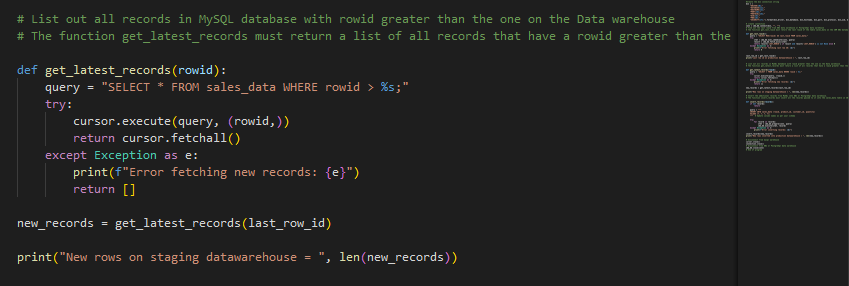 # List out all records in MySQL database with rowid greater than the one on the Data warehouse
# The function get_latest_records must return a list of all records that have a rowid greater than the

def get_latest_records(rowid):
    query = "SELECT * FROM sales_data WHERE rowid > %s;"
    try:
        cursor.execute(query, (rowid,))
        return cursor.fetchall()
    except Exception as e:
        print(f"Error fetching new records: {e}")
        return []

new_records = get_latest_records(last_row_id)

print("New rows on staging datawarehouse = ", len(new_records))